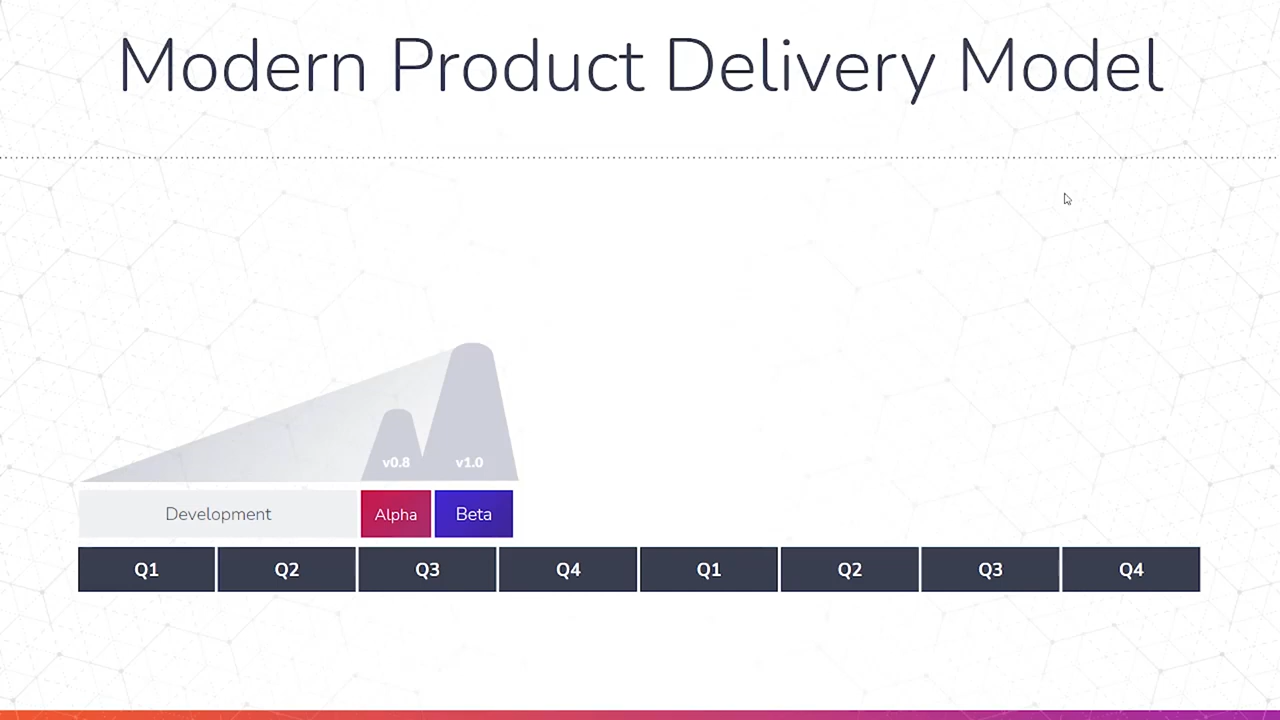 Modern Product Delivery Model
v0.8 v1.0
Development Alpha Beta
Q1 Q2 Q3 Q4 Q1 Q2 Q3 Q4